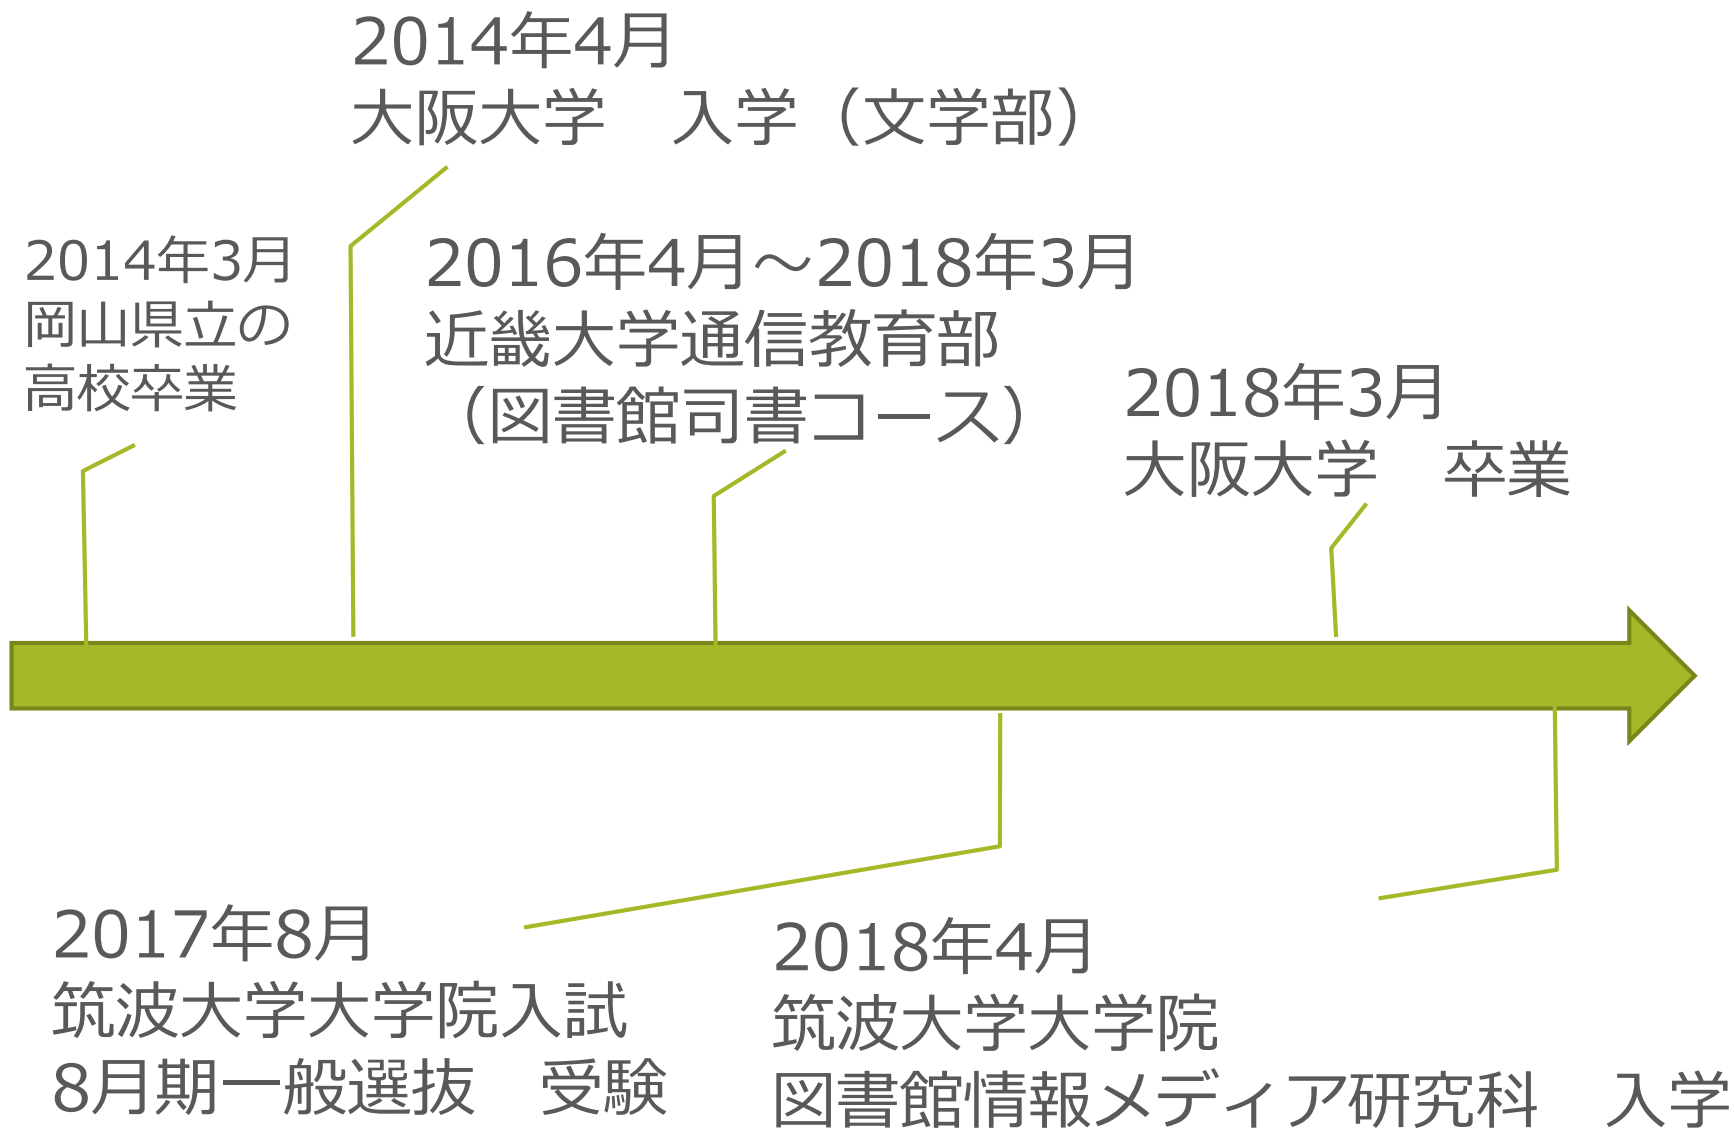 2014年3月
岡山県立の
高校卒業
2014年4月
大阪大学　入学（文学部）
2016年4月～2018年3月
近畿大学通信教育部
（図書館司書コース）
2018年3月
大阪大学　卒業
2017年8月
筑波大学大学院入試
8月期一般選抜　受験
2018年4月
筑波大学大学院
図書館情報メディア研究科　入学